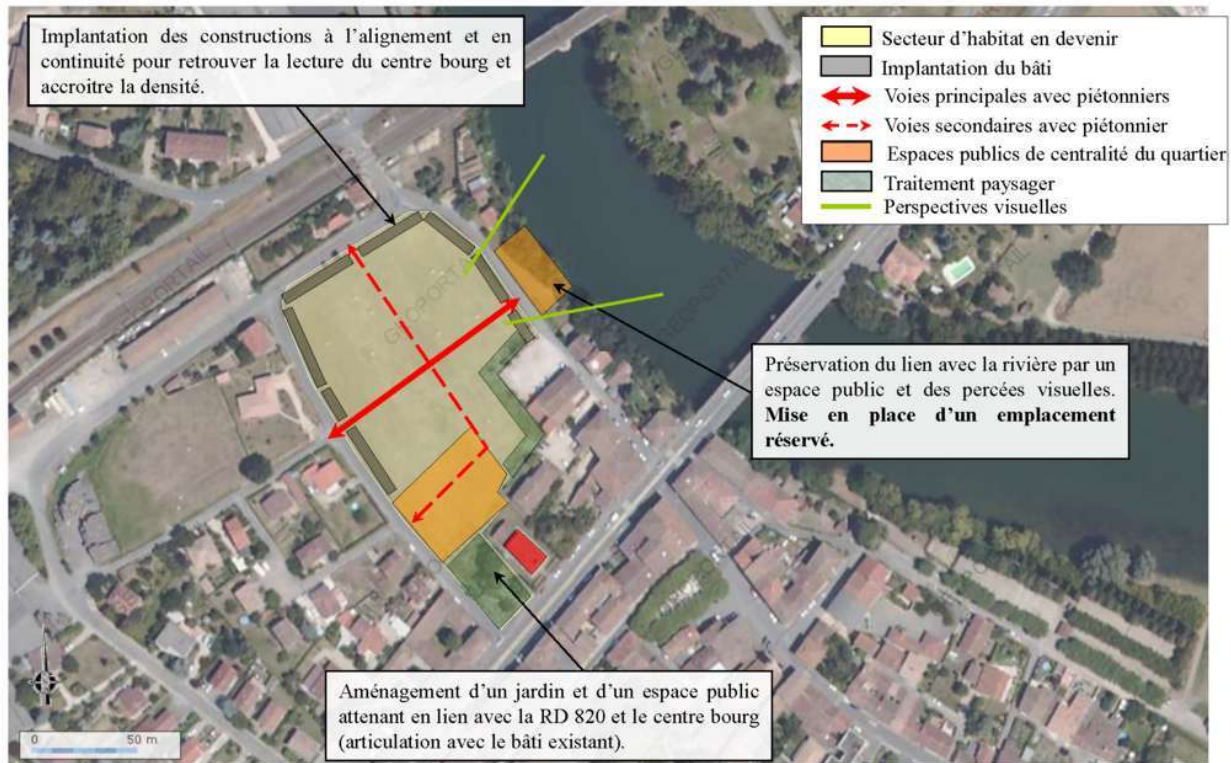 Implantation des constructions à l'alignement et en
continuité pour retrouver la lecture du centre bourg et
accroitre la densité.
Secteur d'habitat en devenir
Implantation du bâti
Voies principales avec piétonniers
Voies secondaires avec piétonnier
Espaces publics de centralité du quartier
Traitement paysager
Perspectives visuelles
GEOPORTAIL
GEOPORTAIL
Préservation du lien avec la rivière par un
espace public et des percées visuelles.
Mise en place d'un emplacement
réservé.
Aménagement d'un jardin et d'un espace public
attenant en lien avec la RD 820 et le centre bourg
(articulation avec le bâti existant).
0 50 m